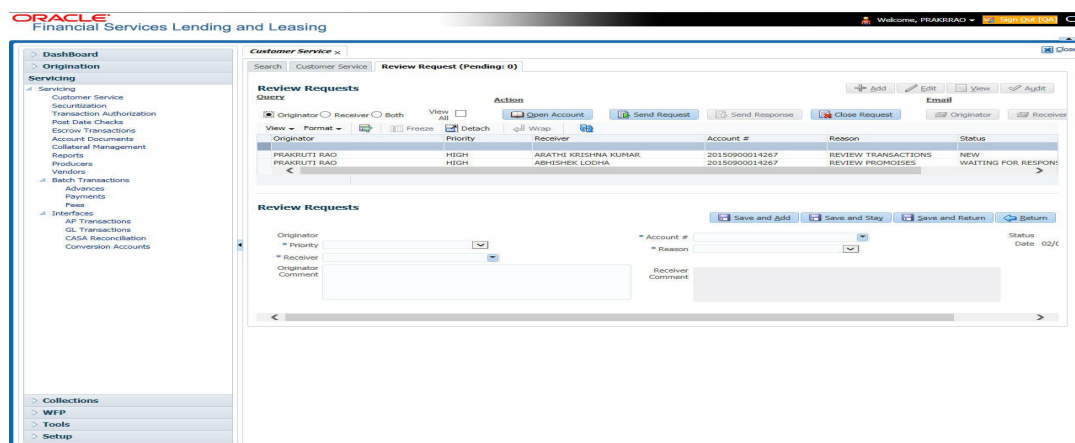 ORACLE
Financial Services Lending and Leasing
Welcome, PRAKRRAO
Sign Out [QA]
DashBoard
Origination
Servicing
Servicing
Customer Service
Securitization
Transaction Authorization
Post Date Checks
Escrow Transactions
Account Documents
Collateral Management
Reports
Producers
Vendors
Batch Transactions
Advances
Payments
Fees
Interfaces
AP Transactions
GL Transactions
CASA Reconciliation
Conversion Accounts
Collections
WFP
Tools
Setup
Customer Service x
Close
Search Customer Service Review Request (Pending: 0)
Review Requests
Add Edit View Audit
Query Action Email
Originator Receiver Both View All Open Account Send Request Send Response Close Request Originator Receiver
View Format Freeze Detach Wrap
Originator Priority Receiver Account # Reason Status
PRAKRUTI RAO HIGH ARATHI KRISHNA KUMAR 20150900014267 REVIEW TRANSACTIONS NEW
PRAKRUTI RAO HIGH ABHISHEK LODHA 20150900014267 REVIEW PROMOISES WAITING FOR RESPONS
Review Requests
Save and Add Save and Stay Save and Return Return
Originator
* Priority
* Receiver
Originator Comment
* Account #
* Reason
Receiver Comment
Status
Date 02/0